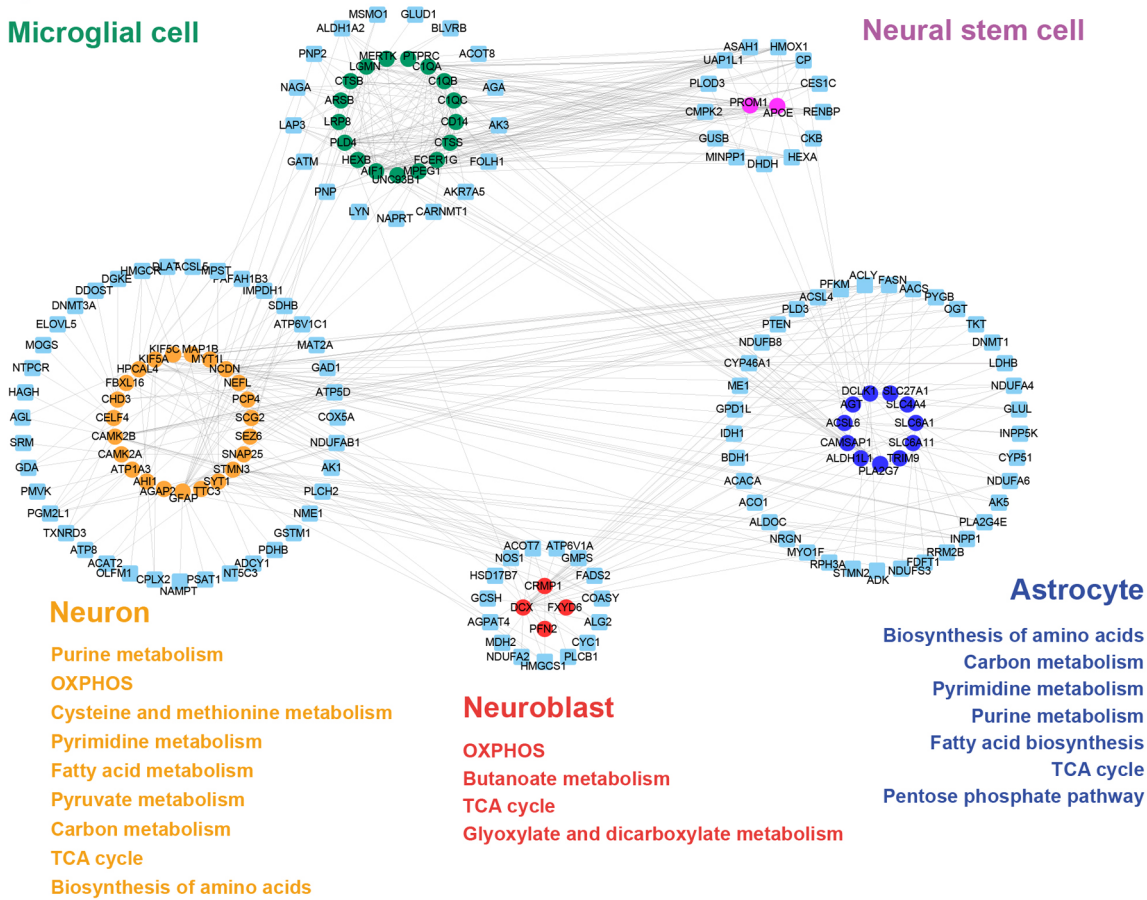 Microglial cell
Neural stem cell
MSMO1
GLUD1
ALDH1A2
BLVRB
PNP2
ACOT8
NAGA
AGA
LAP3
AK3
GATM
FOLH1
PNP
AKR7A5
LYN
NAPRT
CARNMT1
MERTK
PTPRC
LGMN
C1QA
CTSB
C1QB
ARSB
C1QC
LRP8
CD14
PLD4
CTSS
HEXB
FCER1G
AIF1
MPEG1
UNC93B1
ASAH1
HMOX1
UAP1L1
CP
PLOD3
CES1C
CMPK2
RENBP
GUSB
CKB
MINPP1
DHDH
HEXA
PROM1
APOE
HMGCR
DLAT
ACSL5
MPST
DGKE
PAFAH1B3
DDOST
IMPDH1
DNMT3A
SDHB
ELOVL5
ATP6V1C1
MOGS
MAT2A
NTPCR
GAD1
HAGH
ATP5D
AGL
COX5A
SRM
NDUFAB1
GDA
AK1
PMVK
PLCH2
PGM2L1
NME1
TXNRD3
GSTM1
ATP8
PDHB
ACAT2
ADCY1
OLFM1
NT5C3
CPLX2
PSAT1
NAMPT
KIF5C
MAP1B
KIF5A
MYT1L
HPCAL4
NCDN
FBXL16
NEFL
CHD3
PCP4
CELF4
SCG2
CAMK2B
SEZ6
CAMK2A
SNAP25
ATP1A3
STMN3
AHI1
SYT1
AGAP2
TTC3
GFAP
ACLY
PFKM
FASN
ACSL4
AACS
PLD3
PYGB
PTEN
OGT
NDUFB8
TKT
CYP46A1
DNMT1
ME1
LDHB
GPD1L
NDUFA4
IDH1
GLUL
BDH1
INPP5K
ACACA
CYP51
ACO1
NDUFA6
ALDOC
AK5
NRGN
PLA2G4E
MYO1F
INPP1
RPH3A
RRM2B
STMN2
FDFT1
ADK
NDUFS3
DCLK1
SLC27A1
AGT
SLC4A4
ACSL6
SLC6A1
CAMSAP1
SLC6A11
ALDH1L1
TRIM9
PLA2G7
ACOT7
ATP6V1A
NOS1
GMPS
HSD17B7
FADS2
GCSH
COASY
AGPAT4
ALG2
MDH2
CYC1
NDUFA2
PLCB1
HMGCS1
CRMP1
DCX
FXYD6
PFN2
Neuron
Purine metabolism
OXPHOS
Cysteine and methionine metabolism
Pyrimidine metabolism
Fatty acid metabolism
Pyruvate metabolism
Carbon metabolism
TCA cycle
Biosynthesis of amino acids
Neuroblast
OXPHOS
Butanoate metabolism
TCA cycle
Glyoxylate and dicarboxylate metabolism
Astrocyte
Biosynthesis of amino acids
Carbon metabolism
Pyrimidine metabolism
Purine metabolism
Fatty acid biosynthesis
TCA cycle
Pentose phosphate pathway